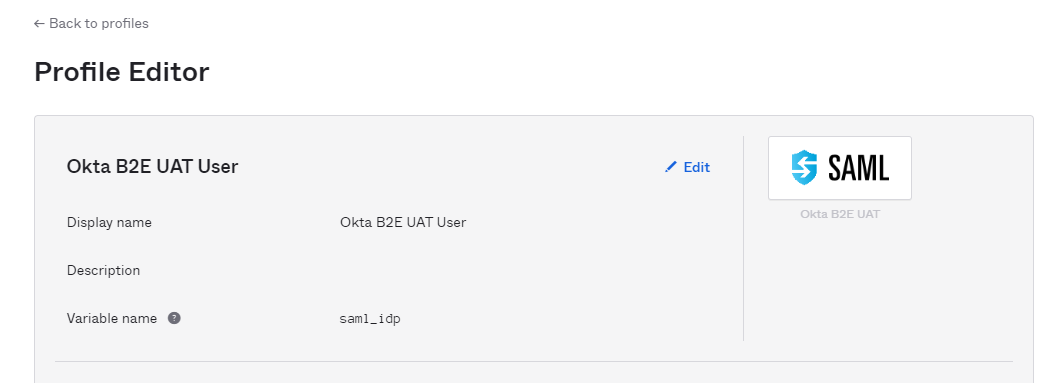 ← Back to profiles
Profile Editor
Okta B2E UAT User
Edit
SAML
Okta B2E UAT
Display name Okta B2E UAT User
Description
Variable name ? saml_idp